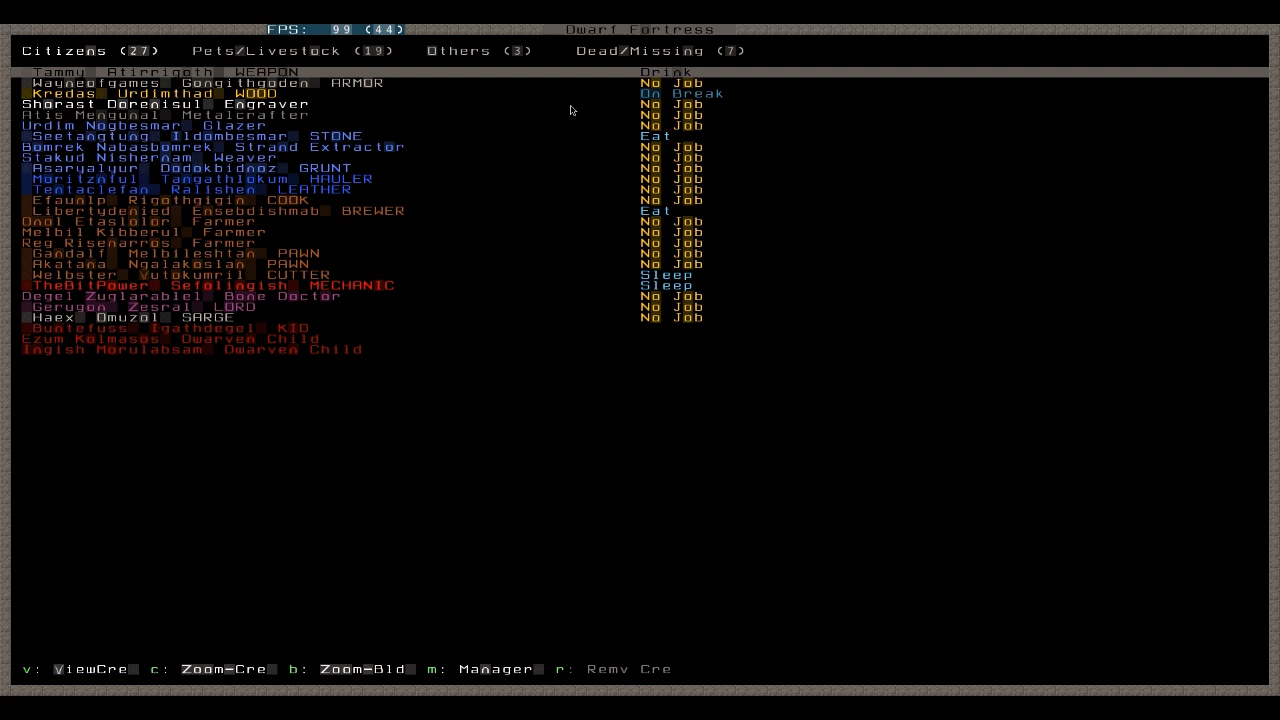 FPS: 99 (44) Dwarf Fortress
Citizens (27) Pets/Livestock (19) Others (3) Dead/Missing (7)
Tammy Atirrigoth WEAPON Drink
Wayneofgames Gongithgoden ARMOR No Job
Kredas Urdimthad WOOD On Break
Shorast Dorenisul Engraver No Job
Atis Mengunal Metalcrafter No Job
Urdim Nogbesmar Glazer No Job
Seetangtung Ildombesmar STONE Eat
Bomrek Nabasbomrek Strand Extractor No Job
Stakud Nishernam Weaver No Job
Asaryalyur Dodokbidnoz GRUNT No Job
Moritznful Tangathlokum HAULER No Job
Tentaclefan Ralishen LEATHER No Job
Efaunlp Rigothgigin COOK No Job
Libertydenied Ensebdishmab BREWER Eat
Onol Etaslolor Farmer No Job
Melbil Kibberul Farmer No Job
Reg Risenarros Farmer No Job
Gandalf Melbileshtan PAWN No Job
Akatana Ngalakoslan PAWN No Job
Welbster Vutokumril CUTTER Sleep
TheBitPower Sefolingish MECHANIC Sleep
Degel Zuglarablel Bone Doctor No Job
Gerugon Zesral LORD No Job
Haex Omuzol SARGE No Job
Buntefuss Igathdegel KID
Ezum Kolmasos Dwarven Child
Ingish Morulabsam Dwarven Child
v: ViewCre c: Zoom-Cre b: Zoom-Bld m: Manager r: Remv Cre